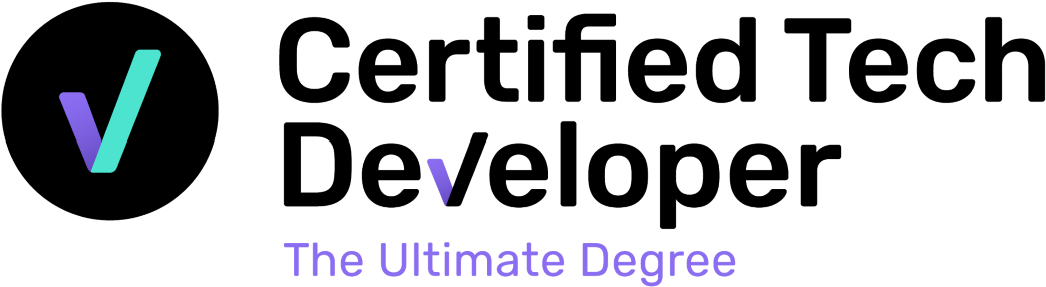 Certified Tech
Developer
The Ultimate Degree